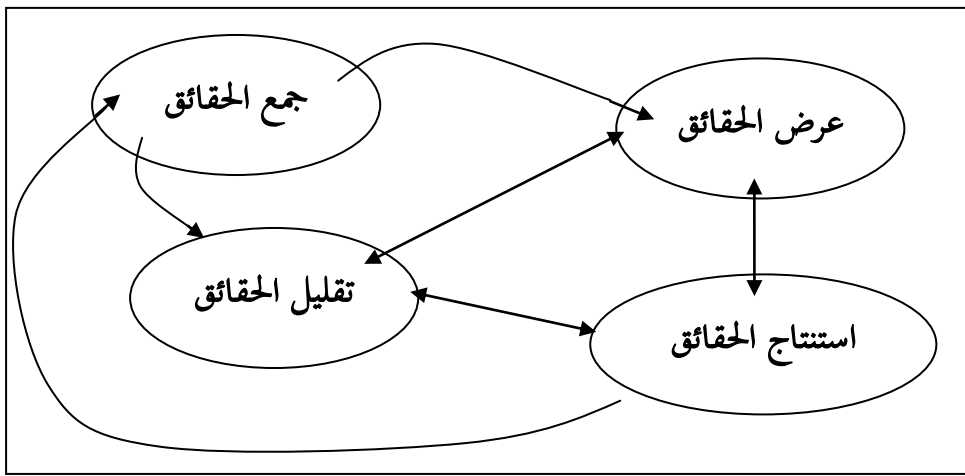 جمع الحقائق
عرض الحقائق
تقليل الحقائق
استنتاج الحقائق